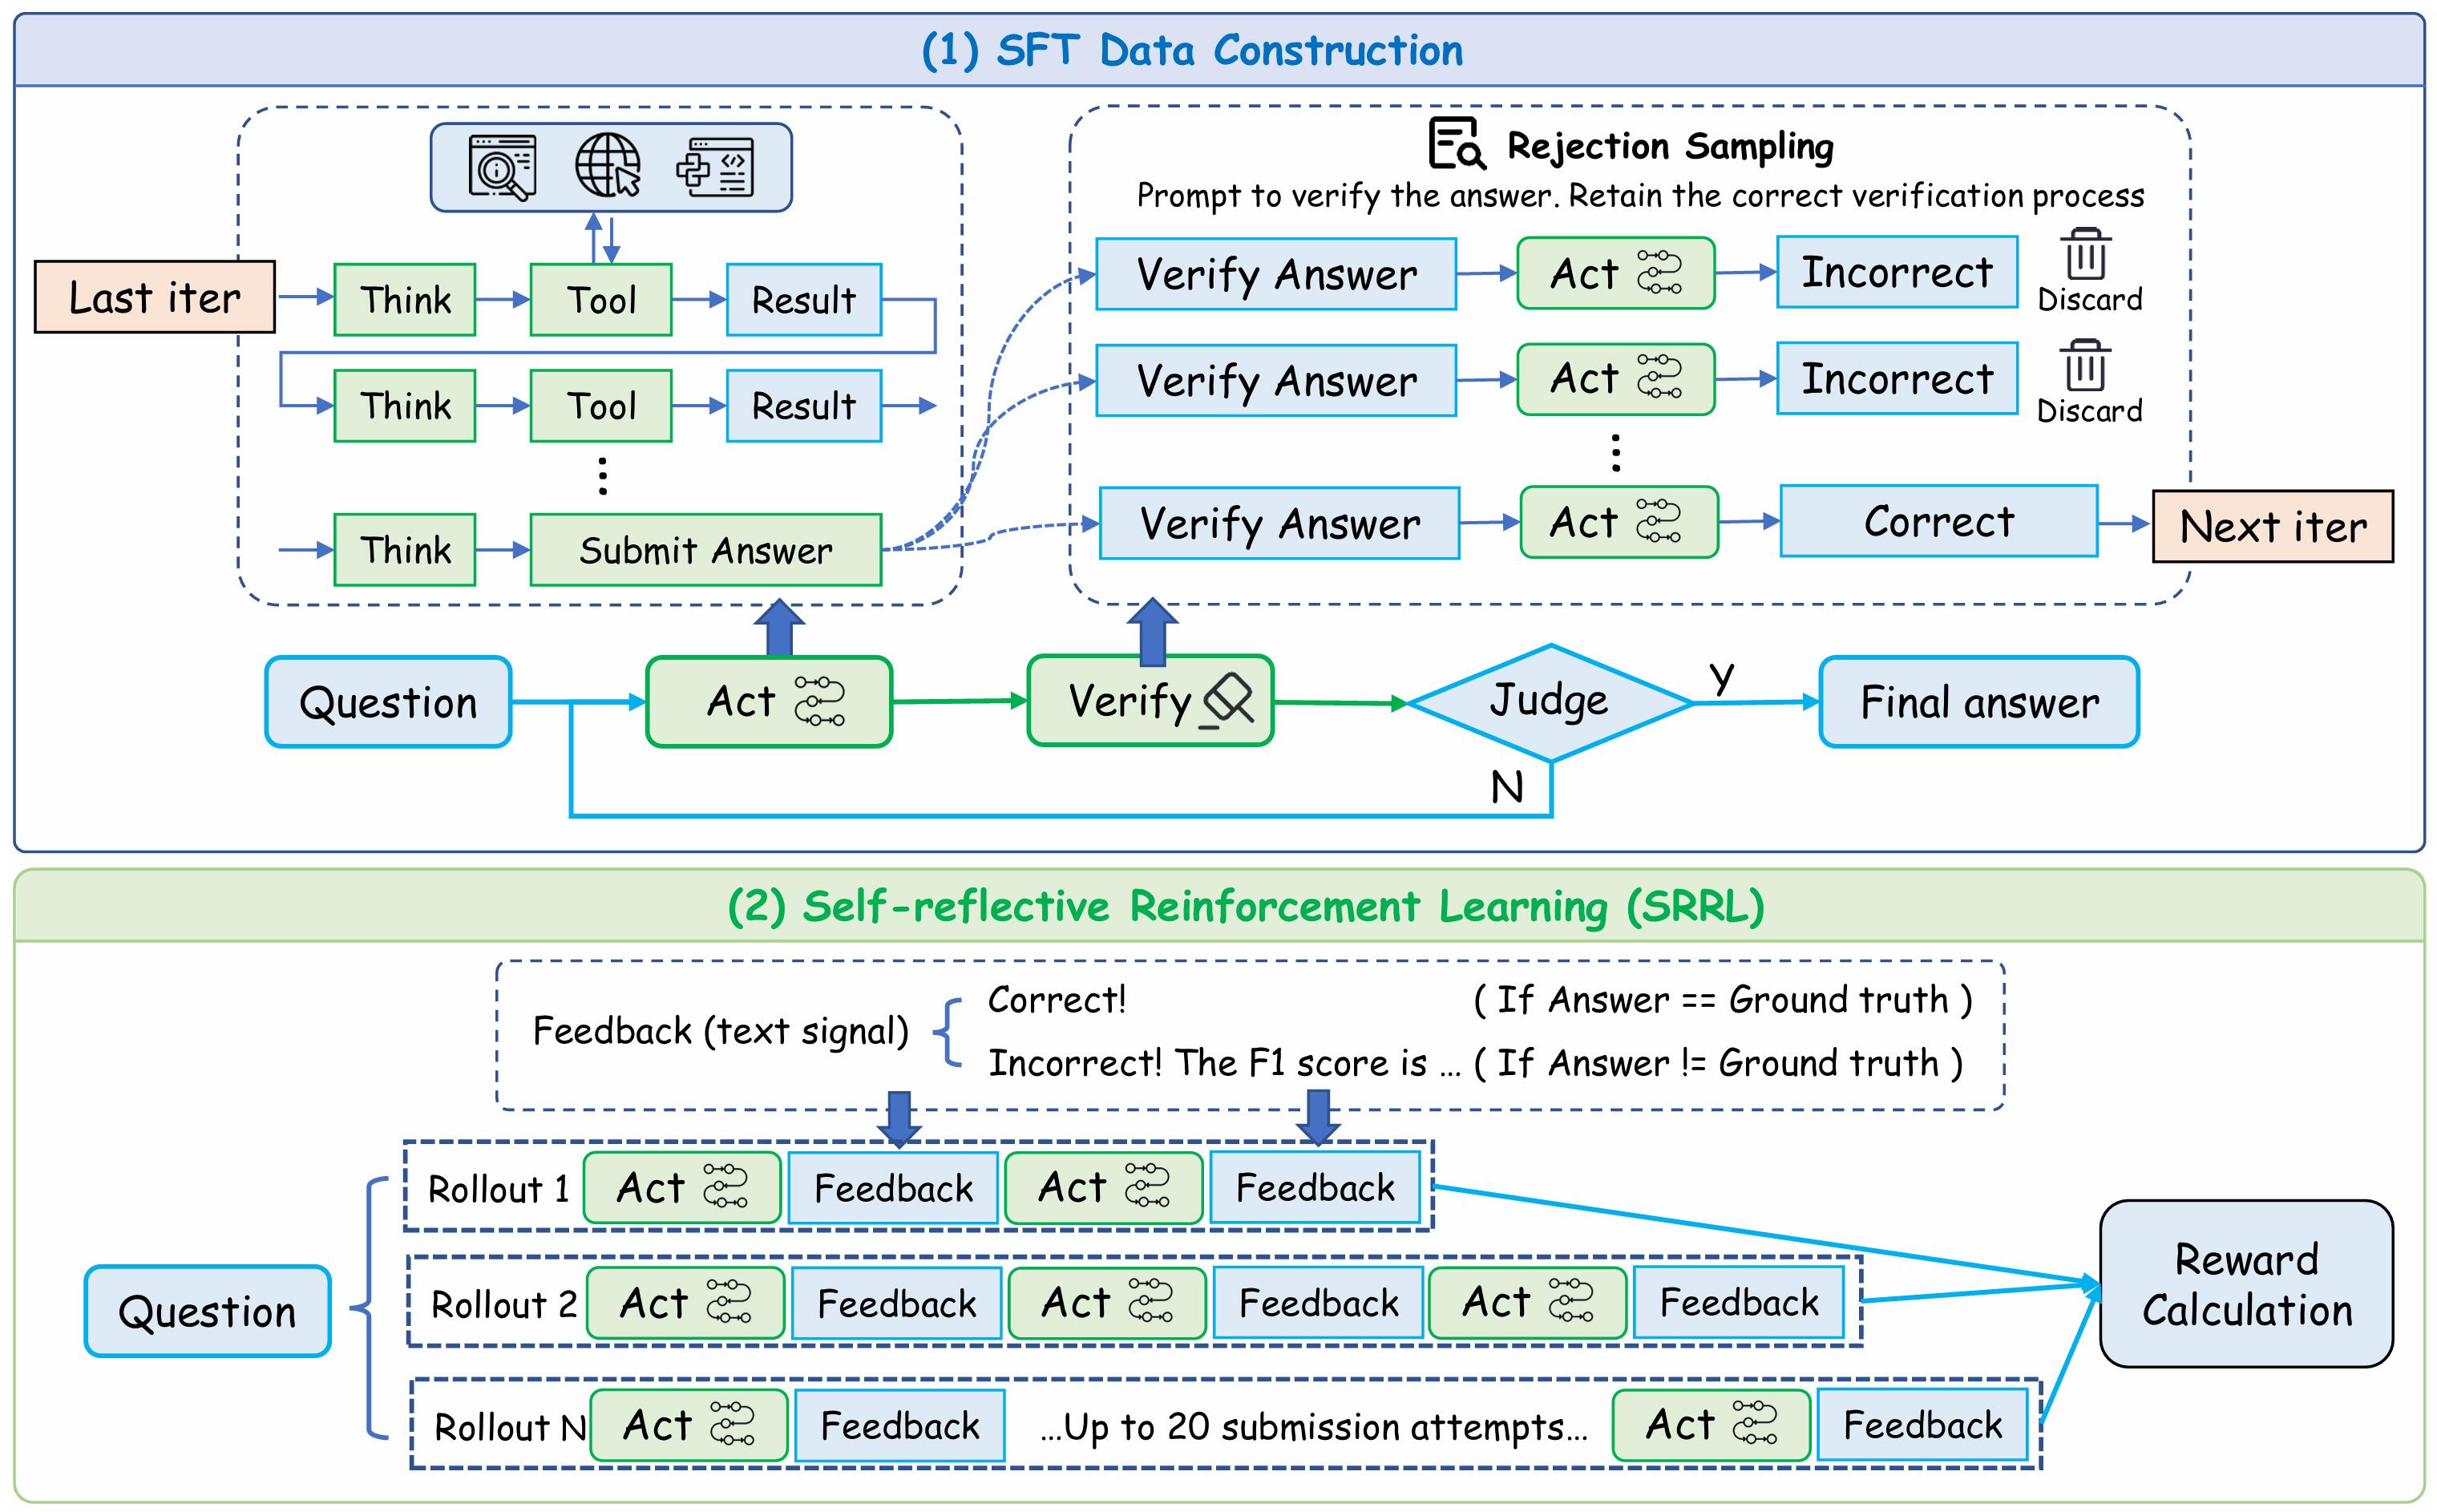 (1) SFT Data Construction
Rejection Sampling
Prompt to verify the answer. Retain the correct verification process
Last iter
Think
Tool
Result
Think
Tool
Result
Think
Submit Answer
Verify Answer
Act
Incorrect
Discard
Verify Answer
Act
Incorrect
Discard
Verify Answer
Act
Correct
Next iter
Question
Act
Verify
Judge
Y
N
Final answer
(2) Self-reflective Reinforcement Learning (SRRL)
Feedback (text signal)
Correct! ( If Answer == Ground truth )
Incorrect! The F1 score is ... ( If Answer != Ground truth )
Question
Rollout 1 Act Feedback Act Feedback
Rollout 2 Act Feedback Act Feedback Act Feedback
Rollout N Act Feedback ...Up to 20 submission attempts... Act Feedback
Reward
Calculation